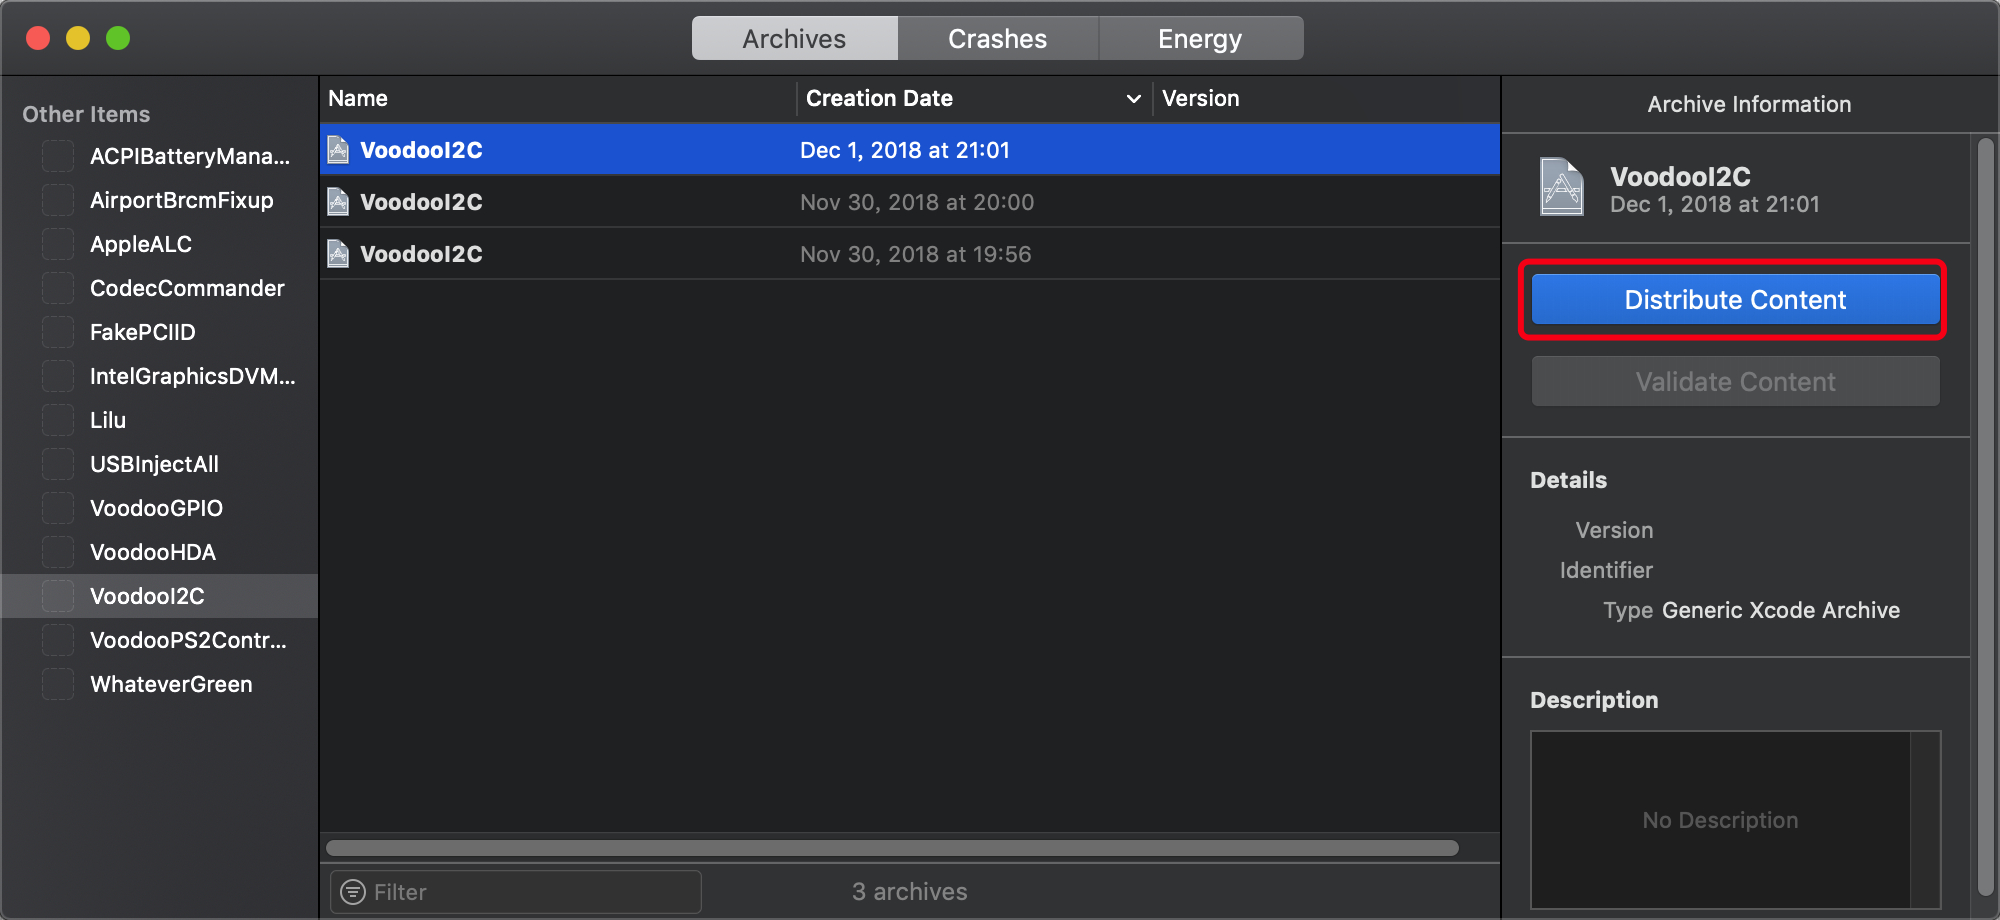 Archives
Crashes
Energy
Other Items
ACPIBatteryMana...
AirportBrcmFixup
AppleALC
CodecCommander
FakePCIID
IntelGraphicsDVM...
Lilu
USBInjectAll
VoodooGPIO
VoodooHDA
VoodooI2C
VoodooPS2Contr...
WhateverGreen
Name
Creation Date
Version
VoodooI2C
Dec 1, 2018 at 21:01
VoodooI2C
Nov 30, 2018 at 20:00
VoodooI2C
Nov 30, 2018 at 19:56
Filter
3 archives
Archive Information
VoodooI2C
Dec 1, 2018 at 21:01
Distribute Content
Validate Content
Details
Version
Identifier
Type Generic Xcode Archive
Description
No Description